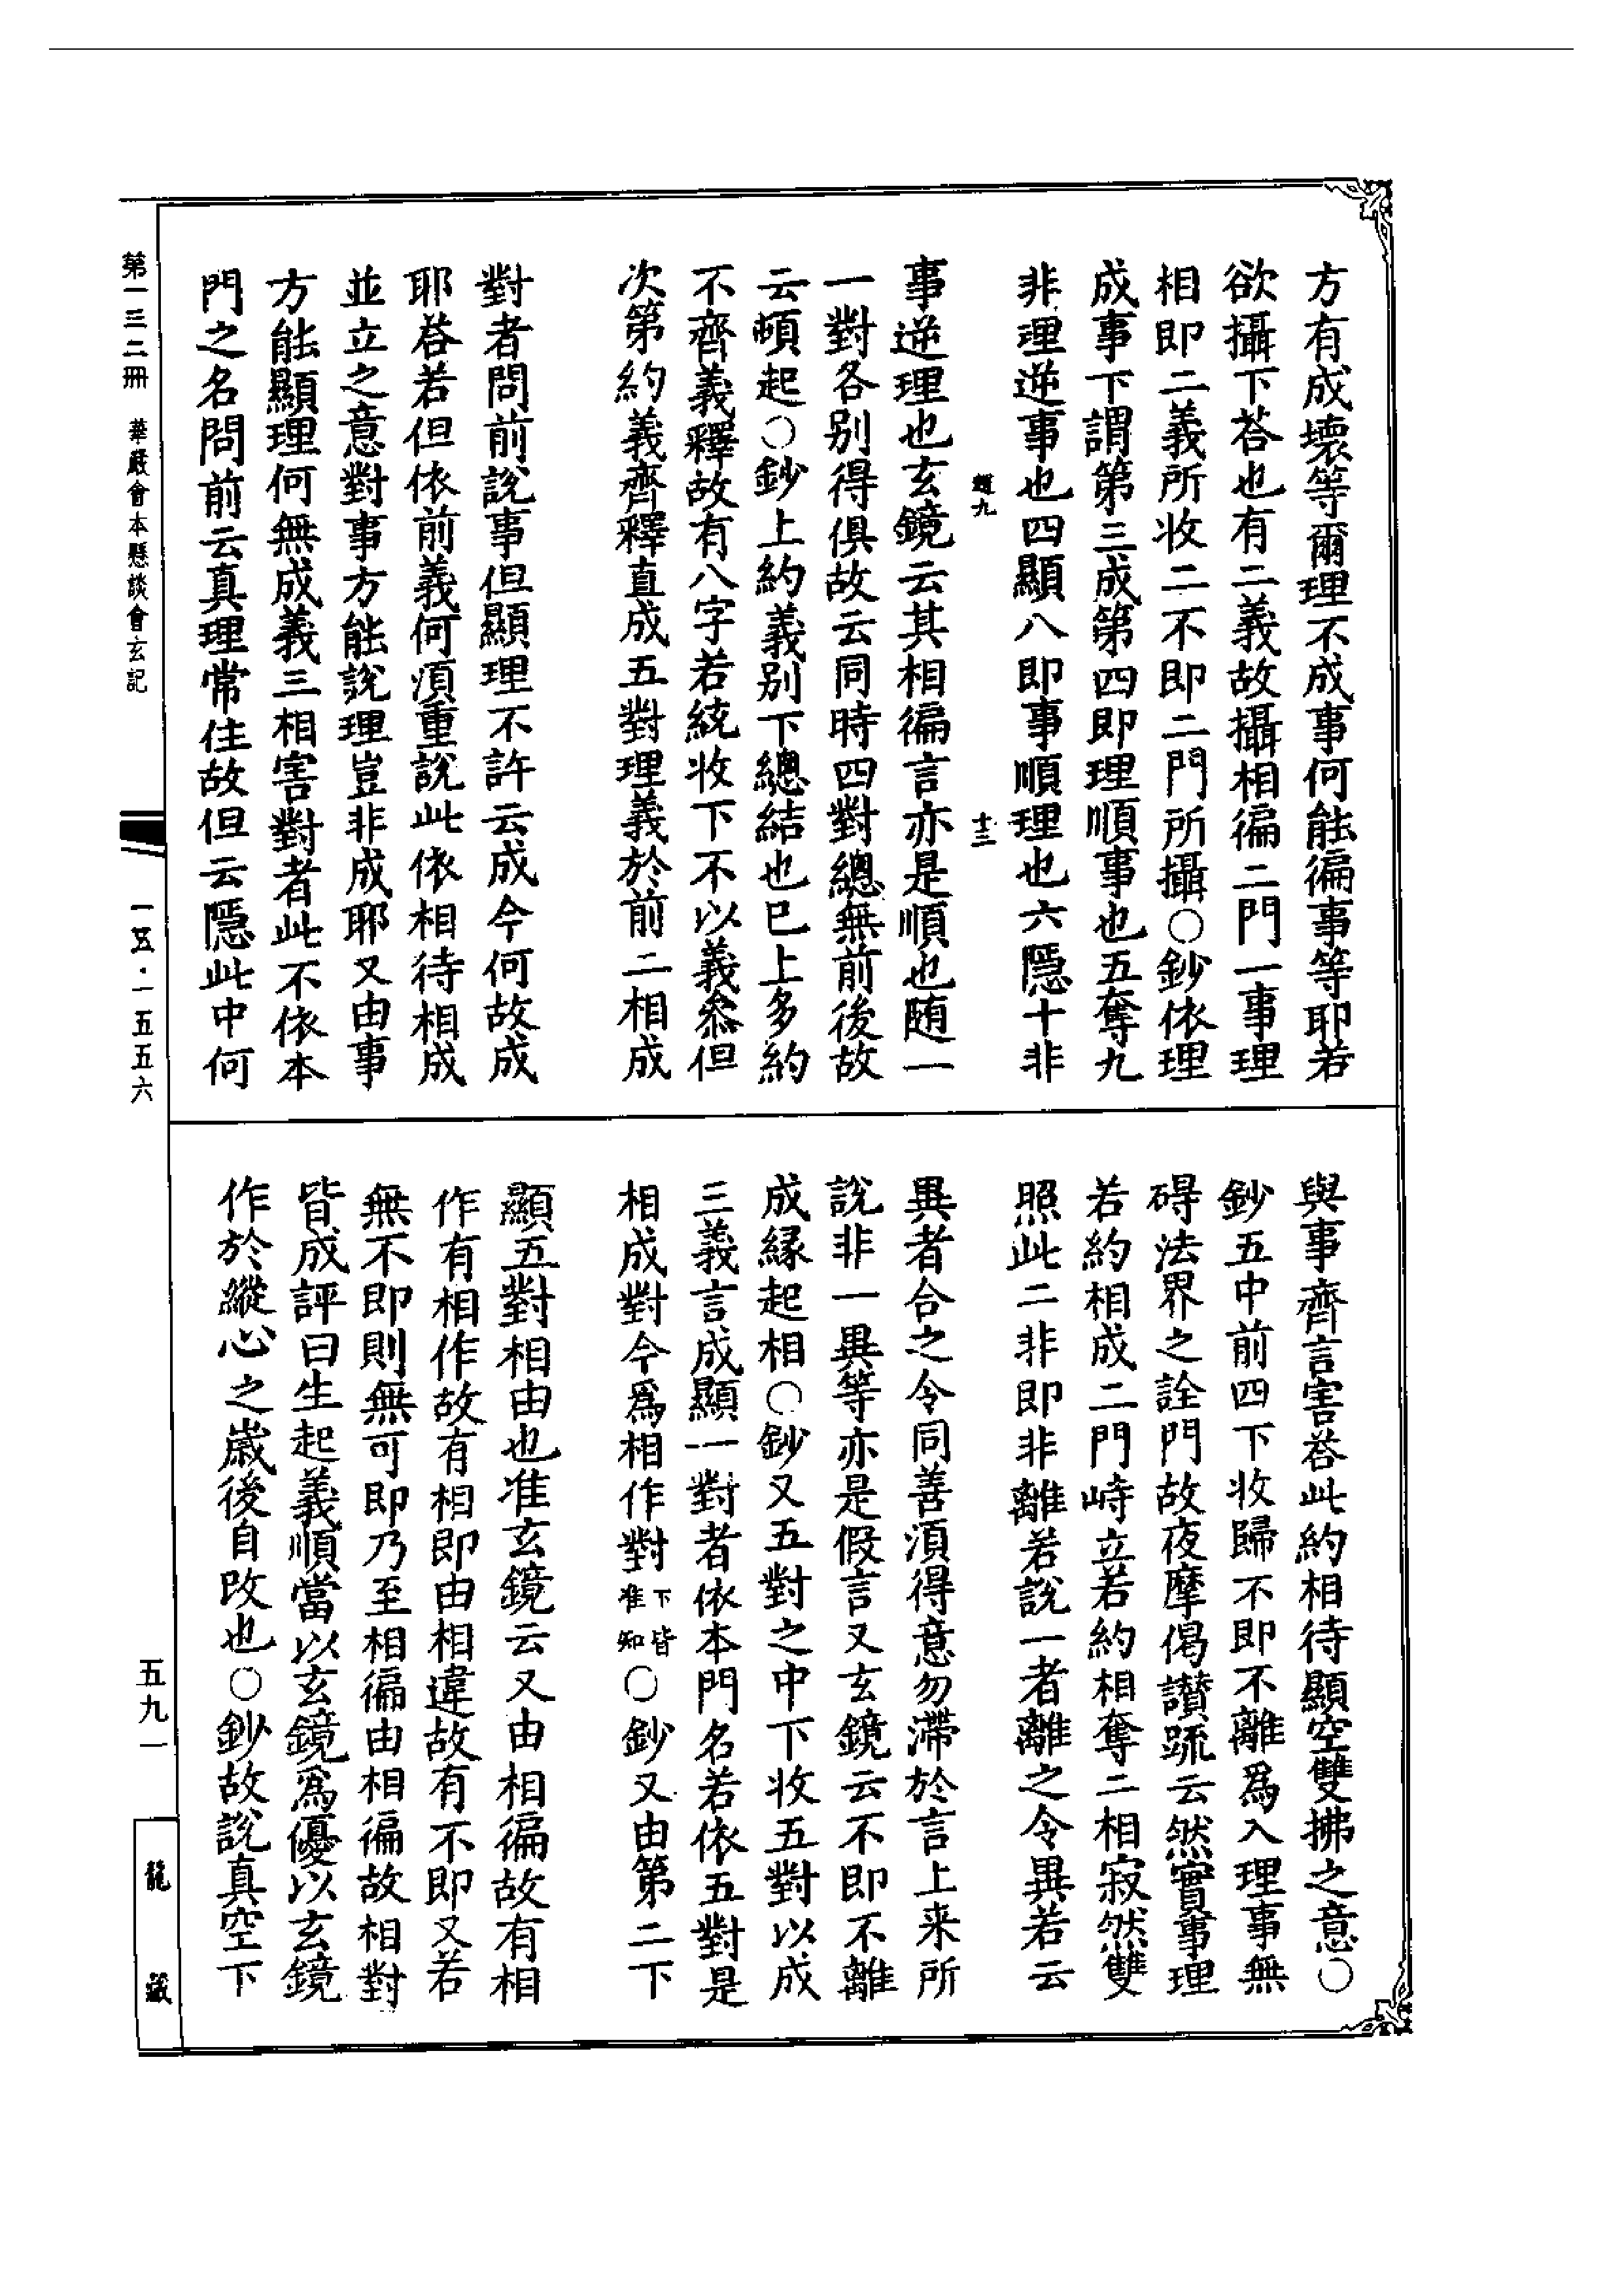 方有成壞等爾理不成事何能徧事等耶若
欲攝下荅也有二義故攝相徧二門一事理
相即二義所收二不即二門所攝○鈔依理
成事下謂第三成第四即理順事也五奪九
非理逆事也四顯八即事順理也六隱十非
事逆理也玄鏡云其相徧言亦是順也随一
一對各别得俱故云同時四對總無前後故
云頓起○鈔上約義别下總結也巳上多約
不齊義釋故有八字若統收下不以義叅但
次第約義齊釋直成五對理義於前二相成
對者問前說事但顯理不許云成今何故成
耶荅若但依前義何湏重說此依相待相成
並立之意對事方能說理豈非成耶又由事
方能顯理何無成義三相害對者此不依本
門之名問前云真理常住故但云隱此中何
與事齊言害荅此約相待顯空雙拂之意○
鈔五中前四下收歸不即不離爲入理事無
碍法界之詮門故夜摩偈讃䟽云然實事理
若約相成二門峙立若約相奪二相寂然雙
照此二非即非離若說一者離之令異若云
異者合之令同善湏得意勿滯於言上来所
說非一異等亦是假言又玄鏡云不即不離
成緣起相○鈔又五對之中下收五對以成
三義言成顯一對者依本門名若依五對是
相成對今爲相作對下皆准知○鈔又由第二下
顯五對相由也准玄鏡云又由相徧故有相
作有相作故有相即由相違故有不即又若
無不即則無可即乃至相徧由相徧故相對
皆成評曰生起義順當以玄鏡爲優以玄鏡
作於縱心之歲後自改也○鈔故說真空下
十三
第一三二冊　華嚴會本懸談會玄記
一五·一五五六
五九一
龍藏